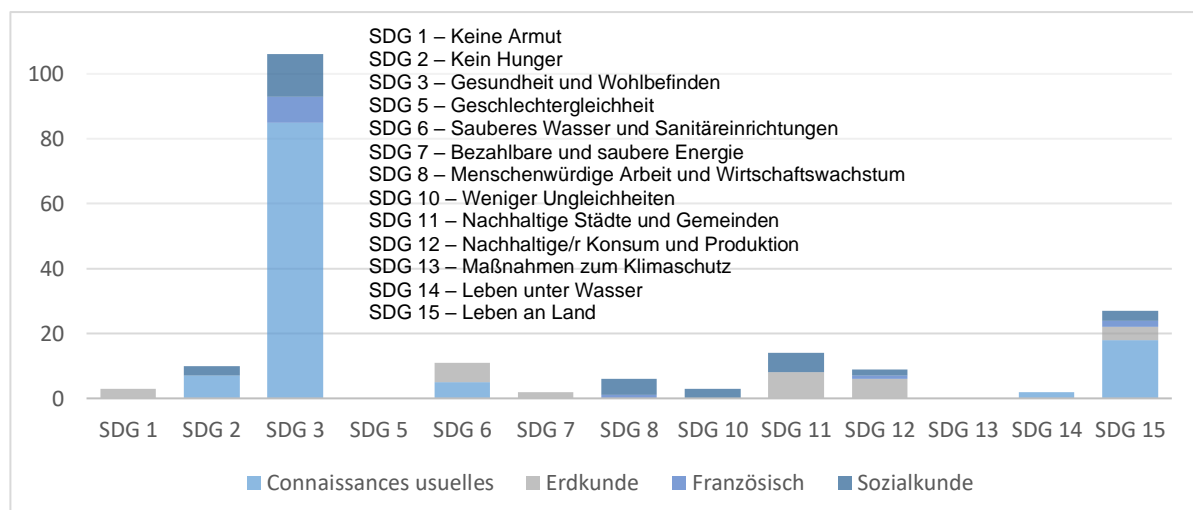 SDG 1 – Keine Armut
SDG 2 – Kein Hunger
SDG 3 – Gesundheit und Wohlbefinden
SDG 5 – Geschlechtergleichheit
SDG 6 – Sauberes Wasser und Sanitäreinrichtungen
SDG 7 – Bezahlbare und saubere Energie
SDG 8 – Menschenwürdige Arbeit und Wirtschaftswachstum
SDG 10 – Weniger Ungleichheiten
SDG 11 – Nachhaltige Städte und Gemeinden
SDG 12 – Nachhaltige/r Konsum und Produktion
SDG 13 – Maßnahmen zum Klimaschutz
SDG 14 – Leben unter Wasser
SDG 15 – Leben an Land
100
80
60
40
20
0
SDG 1 SDG 2 SDG 3 SDG 5 SDG 6 SDG 7 SDG 8 SDG 10 SDG 11 SDG 12 SDG 13 SDG 14 SDG 15
Connaissances usuelles Erdkunde Französisch Sozialkunde